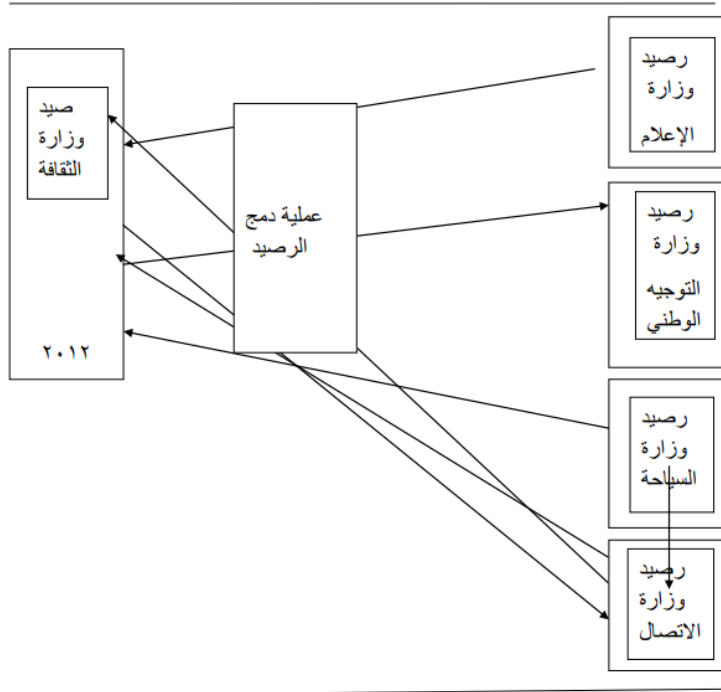 رصيد
وزارة
الإعلام
صيد
وزارة
الثقافة
عملية دمج
الرصيد
رصيد
وزارة
التوجيه
الوطني
٢٠١٢
رصيد
وزارة
السياحة
رصيد
وزارة
الاتصال